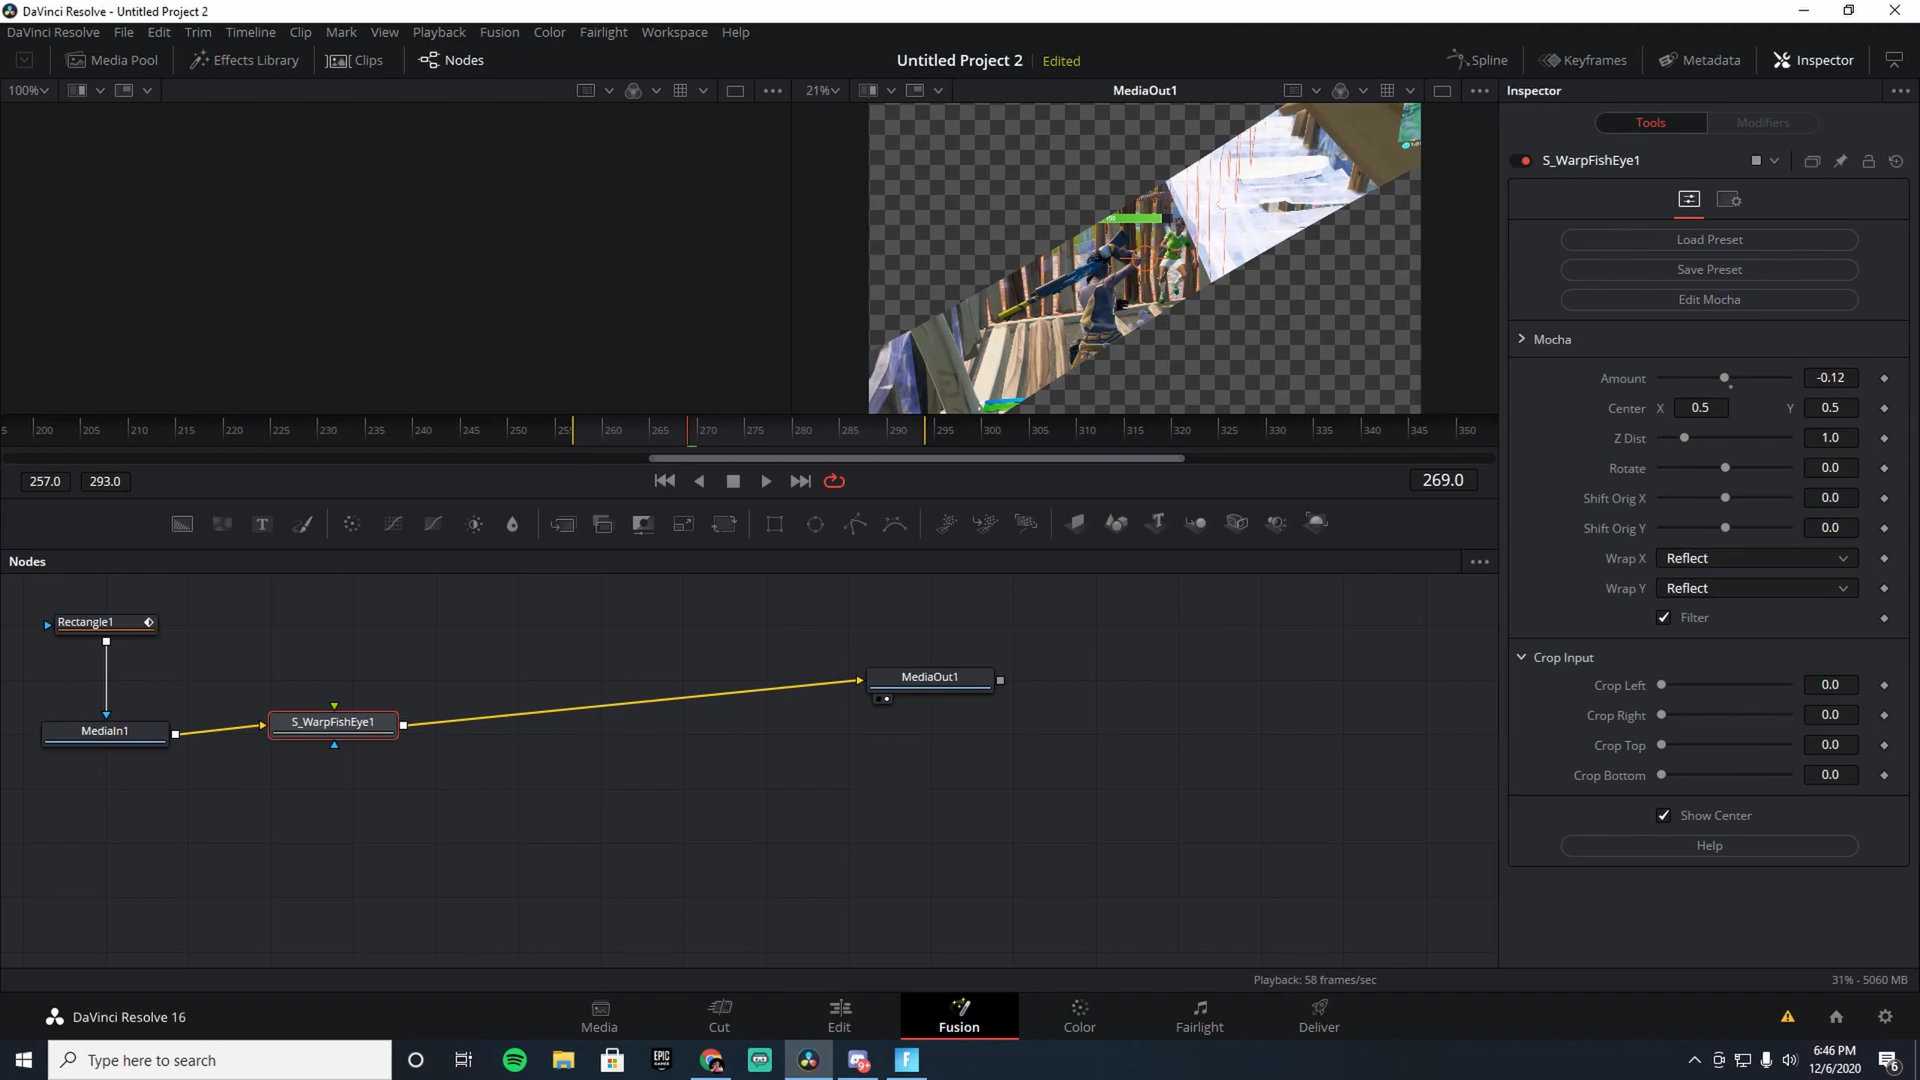 DaVinci Resolve - Untitled Project 2
DaVinci Resolve File Edit Trim Timeline Clip Mark View Playback Fusion Color Fairlight Workspace Help
Media Pool Effects Library Clips Nodes Untitled Project 2 Edited Spline Keyframes Metadata Inspector
100% 21% MediaOut1 Inspector
Tools Modifiers
S_WarpFishEye1
Load Preset
Save Preset
Edit Mocha
Mocha
Amount -0.12
Center X 0.5 Y 0.5
Z Dist 1.0
Rotate 0.0
Shift Orig X 0.0
Shift Orig Y 0.0
Wrap X Reflect
Wrap Y Reflect
Filter
Crop Input
Crop Left 0.0
Crop Right 0.0
Crop Top 0.0
Crop Bottom 0.0
Show Center
Help
200 205 210 215 220 225 230 235 240 245 250 260 265 270 275 280 285 290 295 300 305 310 315 320 325 330 335 340 345 350
257.0 293.0 269.0
Nodes
Rectangle1
MediaIn1
S_WarpFishEye1
MediaOut1
Playback: 58 frames/sec 31% - 5060 MB
DaVinci Resolve 16 Media Cut Edit Fusion Color Fairlight Deliver
Type here to search
EPIC
GAMES
9+
6:46 PM
12/6/2020
6